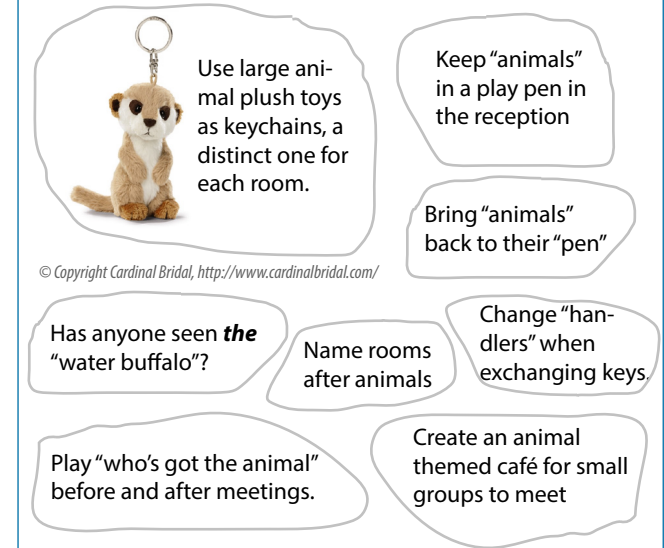 Use large ani-
mal plush toys
as keychains, a
distinct one for
each room.
Keep “animals”
in a play pen in
the reception
Bring “animals”
back to their “pen”
© Copyright Cardinal Bridal, http://www.cardinalbridal.com/
Has anyone seen the
“water buffalo”?
Name rooms
after animals
Change “han-
dlers” when
exchanging keys.
Play “who’s got the animal”
before and after meetings.
Create an animal
themed café for small
groups to meet